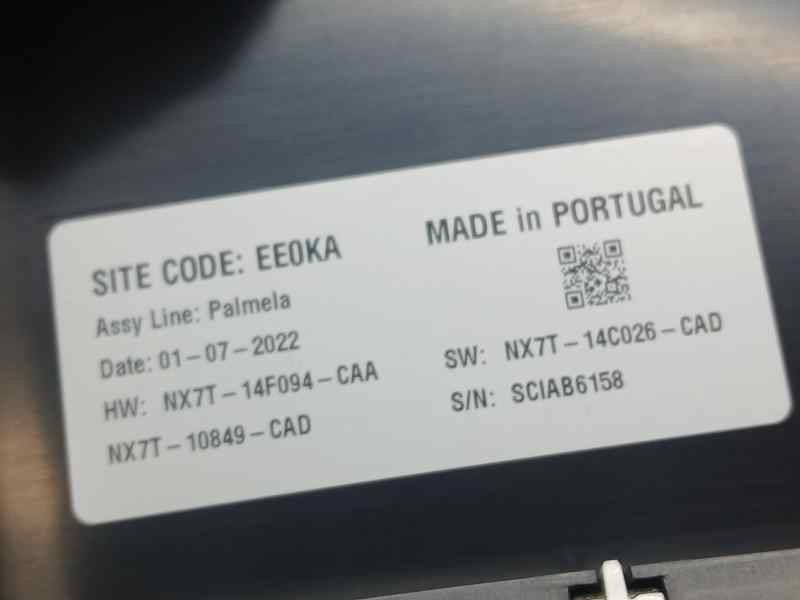 SITE CODE: EE0KA
Assy Line: Palmela
Date: 01-07-2022
HW: NX7T-14F094-CAA
NX7T-10849-CAD
MADE in PORTUGAL
SW: NX7T-14C026-CAD
S/N: SCIAB6158